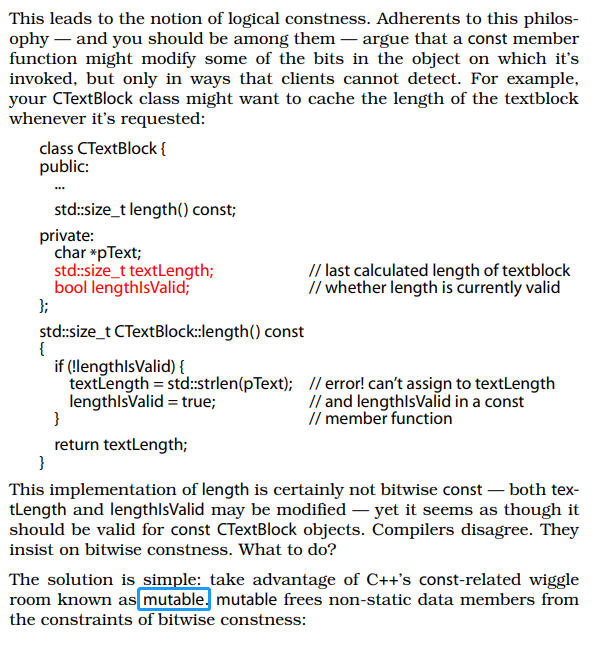 This leads to the notion of logical constness. Adherents to this philos-
ophy — and you should be among them — argue that a const member
function might modify some of the bits in the object on which it's
invoked, but only in ways that clients cannot detect. For example,
your CTextBlock class might want to cache the length of the textblock
whenever it's requested:
class CTextBlock {
public:
...
std::size_t length() const;
private:
char *pText;
std::size_t textLength; // last calculated length of textblock
bool lengthIsValid; // whether length is currently valid
};
std::size_t CTextBlock::length() const
{
if (!lengthIsValid) {
textLength = std::strlen(pText); // error! can't assign to textLength
lengthIsValid = true; // and lengthIsValid in a const
} // member function
return textLength;
}
This implementation of length is certainly not bitwise const — both tex-
tLength and lengthIsValid may be modified — yet it seems as though it
should be valid for const CTextBlock objects. Compilers disagree. They
insist on bitwise constness. What to do?
The solution is simple: take advantage of C++'s const-related wiggle
room known as mutable. mutable frees non-static data members from
the constraints of bitwise constness: